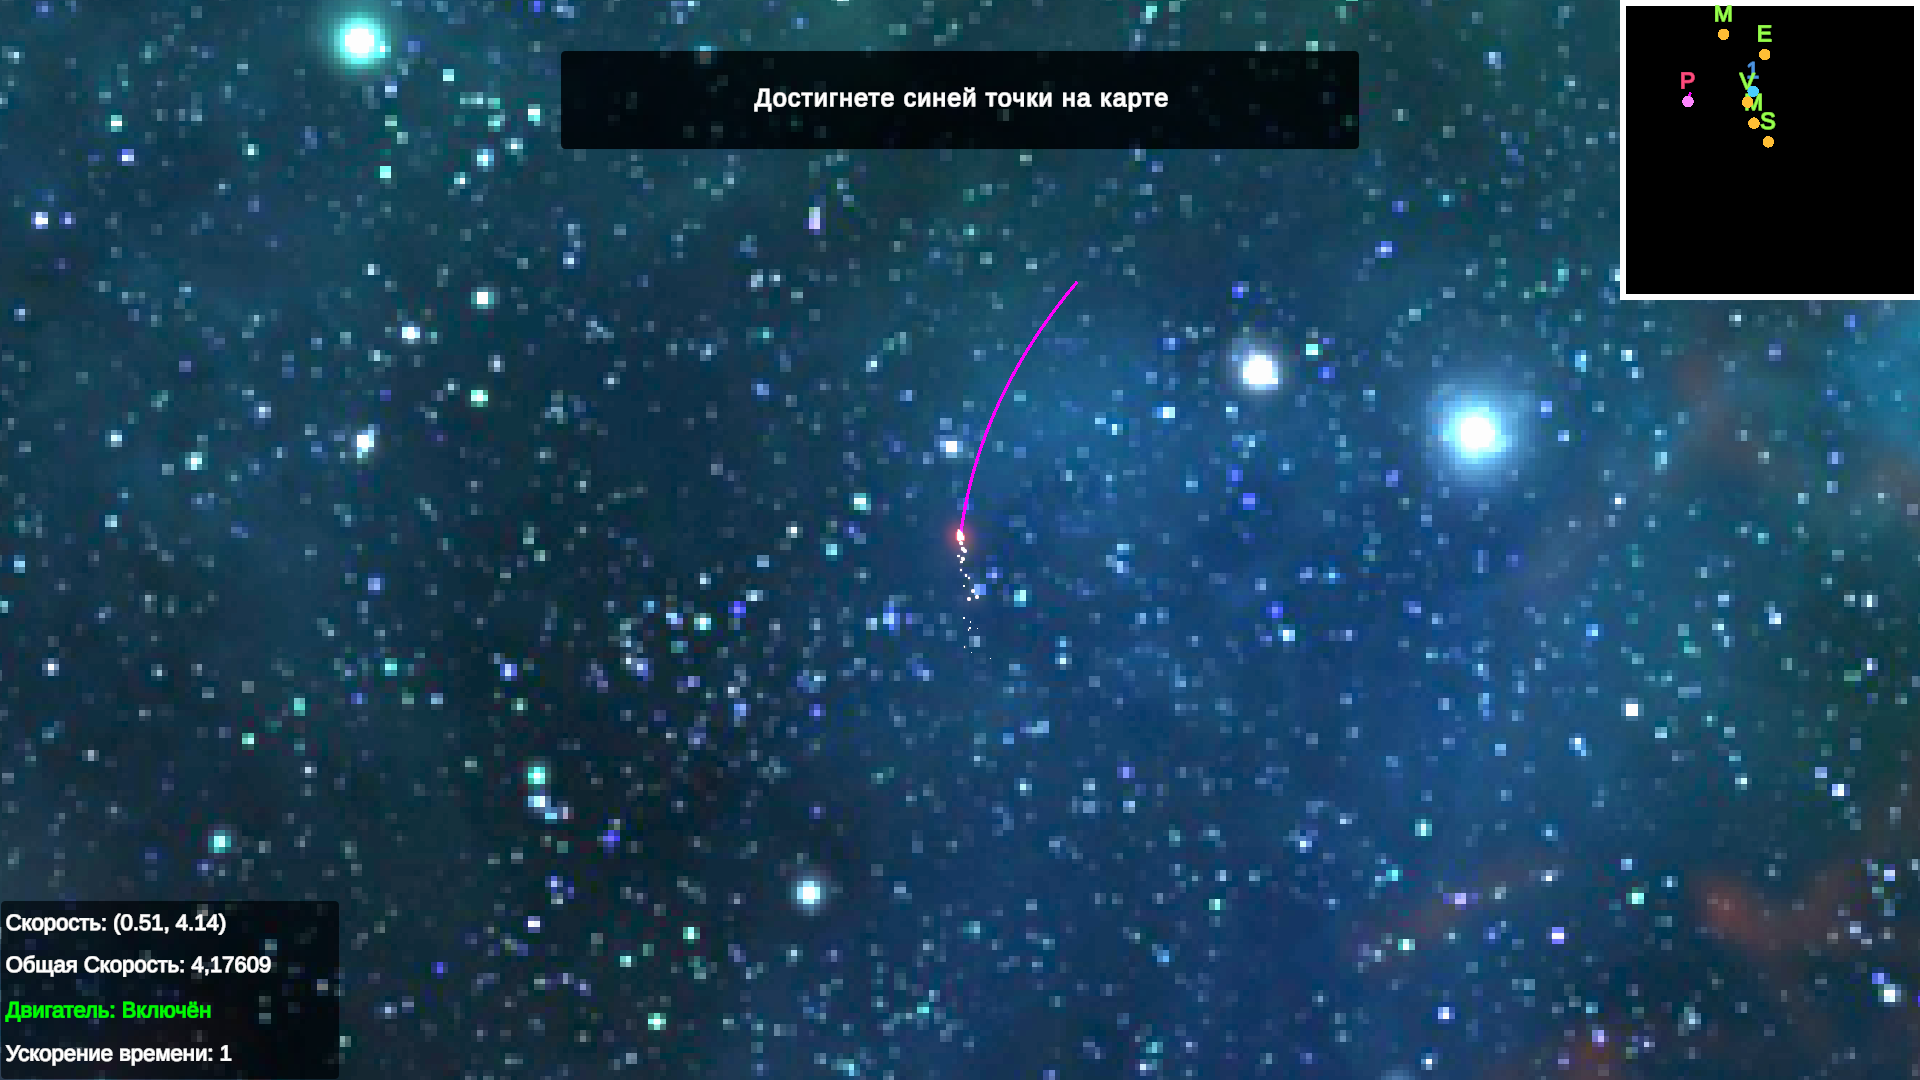 Достигнете синей точки на карте
M
E
1
P
V
M
S
Скорость: (0.51, 4.14)
Общая Скорость: 4,17609
Двигатель: Включён
Ускорение времени: 1